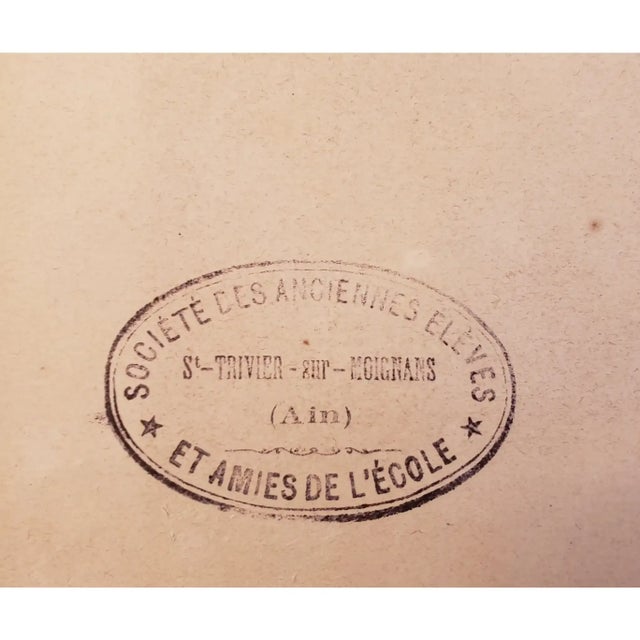 SOCIÉTÉ DES ANCIENNES ÉLÈVES
St-TRIVIER-sur-MOIGNANS
(Ain)
ET AMIES DE L'ÉCOLE